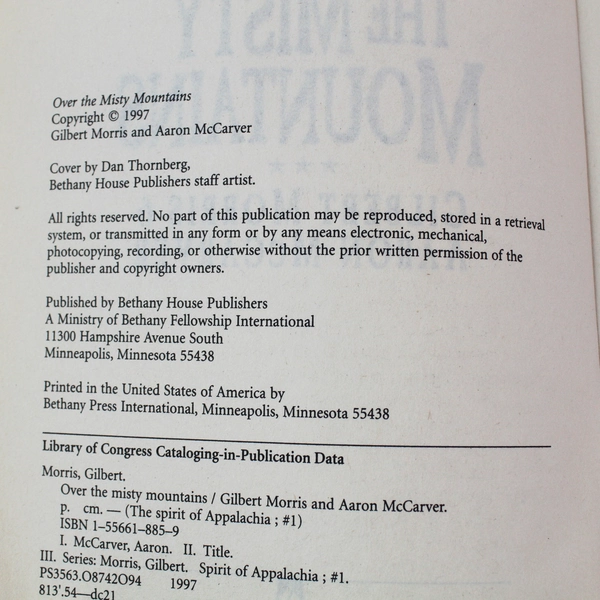 THE MISTY
MOUNTAINS
Over the Misty Mountains
Copyright © 1997
Gilbert Morris and Aaron McCarver
Cover by Dan Thornberg,
Bethany House Publishers staff artist.
All rights reserved. No part of this publication may be reproduced, stored in a retrieval
system, or transmitted in any form or by any means electronic, mechanical,
photocopying, recording, or otherwise without the prior written permission of the
publisher and copyright owners.
Published by Bethany House Publishers
A Ministry of Bethany Fellowship International
11300 Hampshire Avenue South
Minneapolis, Minnesota 55438
Printed in the United States of America by
Bethany Press International, Minneapolis, Minnesota 55438
Library of Congress Cataloging-in-Publication Data
Morris, Gilbert.
Over the misty mountains / Gilbert Morris and Aaron McCarver.
p. cm. — (The spirit of Appalachia ; #1)
ISBN 1–55661–885–9
I. McCarver, Aaron. II. Title.
III. Series: Morris, Gilbert. Spirit of Appalachia ; #1.
PS3563.O8742O94 1997
813'.54—dc21